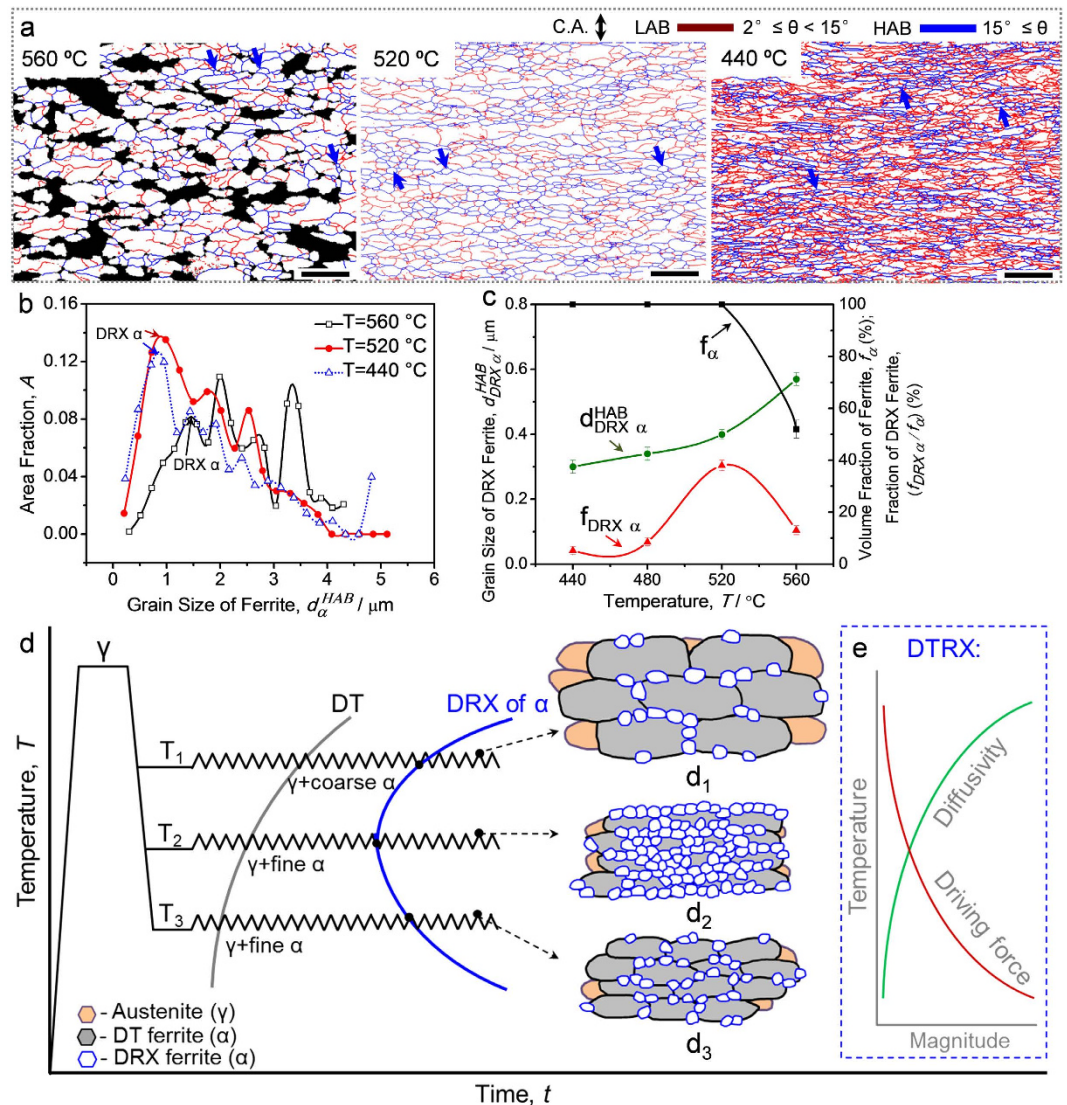 a
C.A.
LAB
2° ≤ θ < 15°
HAB
15° ≤ θ
560 ºC
520 ºC
440 ºC
b
0.16
0.12
0.08
0.04
0.00
Area Fraction, A
DRX α
DRX α
T=560 °C
T=520 °C
T=440 °C
0 1 2 3 4 5 6
Grain Size of Ferrite, d_α^HAB / μm
c
0.8
0.6
0.4
0.2
0.0
Grain Size of DRX Ferrite, d_DRX α^HAB / μm
f_α
d_DRX α^HAB
f_DRX α
100
80
60
40
20
0
Volume Fraction of Ferrite, f_α (%);
Fraction of DRX Ferrite,
(f_DRX α / f_α) (%)
440 480 520 560
Temperature, T / °C
d
Temperature, T
γ
DT
DRX of α
T₁
γ+coarse α
T₂
γ+fine α
T₃
γ+fine α
d₁
d₂
d₃
- Austenite (γ)
- DT ferrite (α)
- DRX ferrite (α)
Time, t
e
DTRX:
Temperature
Diffusivity
Driving force
Magnitude